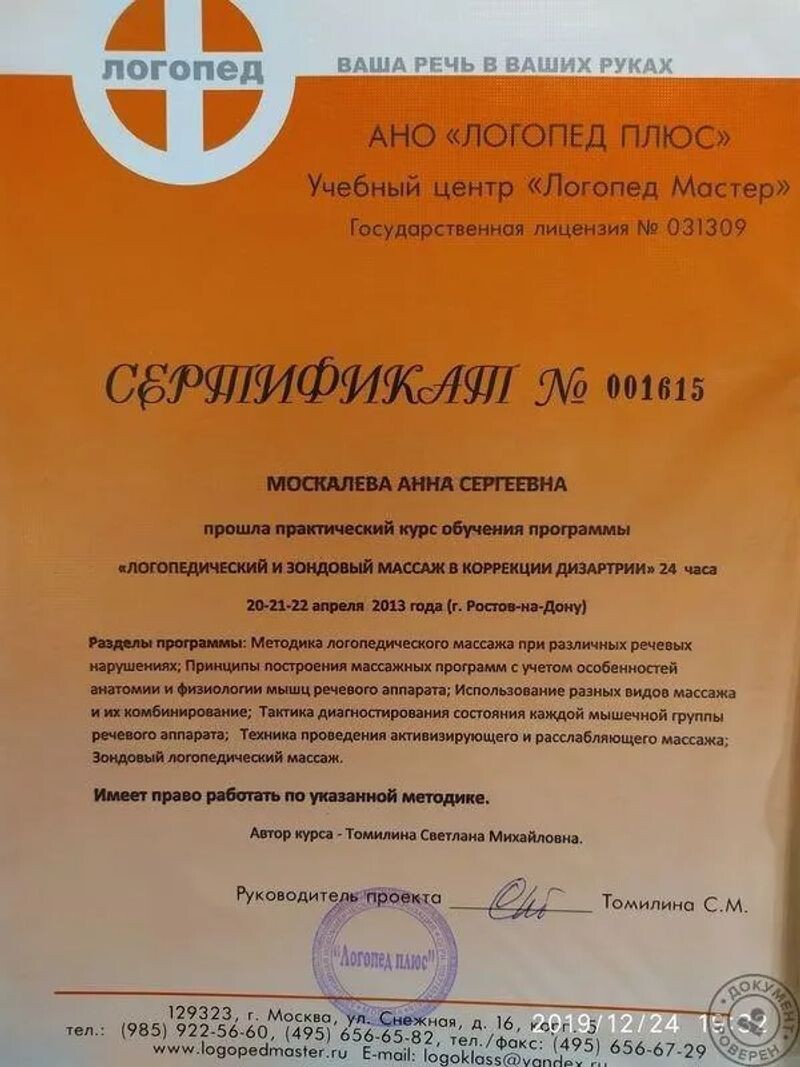 логопед
ВАША РЕЧЬ В ВАШИХ РУКАХ
АНО «ЛОГОПЕД ПЛЮС»
Учебный центр «Логопед Мастер»
Государственная лицензия № 031309
СЕРТИФИКАТ № 001615
МОСКАЛЕВА АННА СЕРГЕЕВНА
прошла практический курс обучения программы
«ЛОГОПЕДИЧЕСКИЙ И ЗОНДОВЫЙ МАССАЖ В КОРРЕКЦИИ ДИЗАРТРИИ» 24 часа
20-21-22 апреля 2013 года (г. Ростов-на-Дону)
Разделы программы: Методика логопедического массажа при различных речевых
нарушениях; Принципы построения массажных программ с учетом особенностей
анатомии и физиологии мышц речевого аппарата; Использование разных видов массажа
и их комбинирование; Тактика диагностирования состояния каждой мышечной группы
речевого аппарата; Техника проведения активизирующего и расслабляющего массажа;
Зондовый логопедический массаж.
Имеет право работать по указанной методике.
Автор курса - Томилина Светлана Михайловна.
Руководитель проекта Томилина С.М.
"Логопед плюс"
129323, г. Москва, ул. Снежная, д. 16, корп. 5
тел.: (985) 922-56-60, (495) 656-65-82, тел./факс: (495) 656-67-29
www.logopedmaster.ru E-mail: logoklass@yandex.ru
2019/12/24 19:32
ДОКУМЕНТ
ПРОВЕРЕН